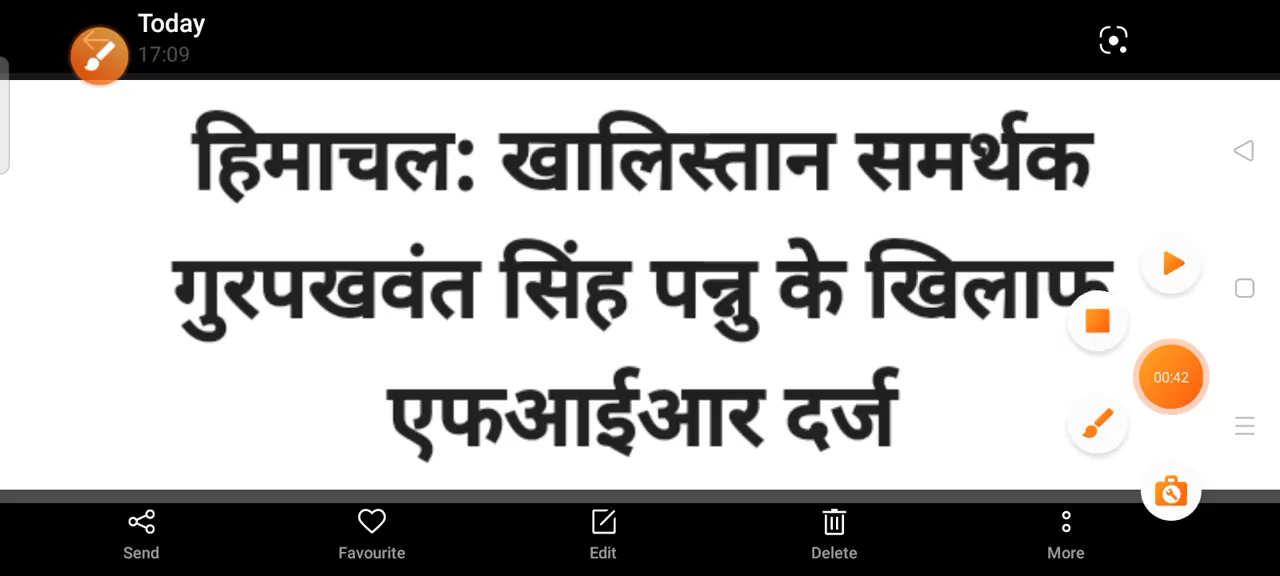 Today
17:09
हिमाचल: खालिस्तान समर्थक
गुरपखवंत सिंह पन्नु के खिलाफ
एफआईआर दर्ज
00:42
Send
Favourite
Edit
Delete
More